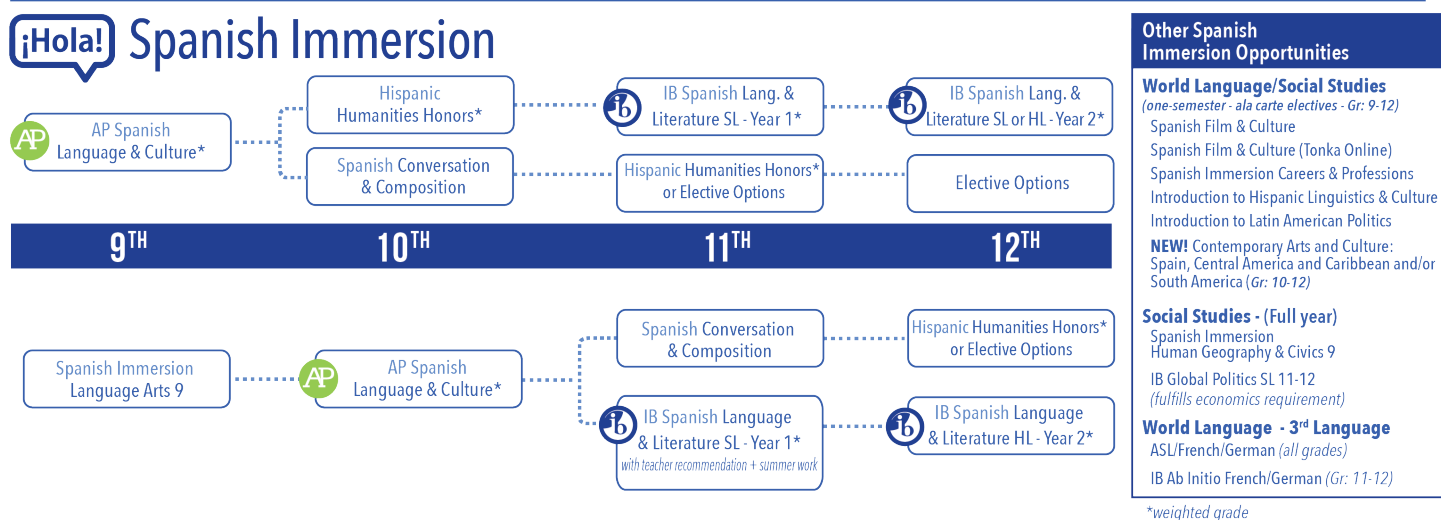 ¡Hola! Spanish Immersion
AP
AP Spanish
Language & Culture*
Hispanic
Humanities Honors*
ib
IB Spanish Lang. &
Literature SL - Year 1*
ib
IB Spanish Lang. &
Literature SL or HL - Year 2*
Spanish Conversation
& Composition
Hispanic Humanities Honors*
or Elective Options
Elective Options
9TH
10TH
11TH
12TH
Spanish Immersion
Language Arts 9
AP
AP Spanish
Language & Culture*
Spanish Conversation
& Composition
Hispanic Humanities Honors*
or Elective Options
ib
IB Spanish Language
& Literature SL - Year 1*
with teacher recommendation + summer work
ib
IB Spanish Language
& Literature HL - Year 2*
Other Spanish
Immersion Opportunities
World Language/Social Studies
(one-semester - ala carte electives - Gr: 9-12)
Spanish Film & Culture
Spanish Film & Culture (Tonka Online)
Spanish Immersion Careers & Professions
Introduction to Hispanic Linguistics & Culture
Introduction to Latin American Politics
NEW! Contemporary Arts and Culture:
Spain, Central America and Caribbean and/or
South America (Gr: 10-12)
Social Studies - (Full year)
Spanish Immersion
Human Geography & Civics 9
IB Global Politics SL 11-12
(fulfills economics requirement)
World Language - 3rd Language
ASL/French/German (all grades)
IB Ab Initio French/German (Gr: 11-12)
*weighted grade